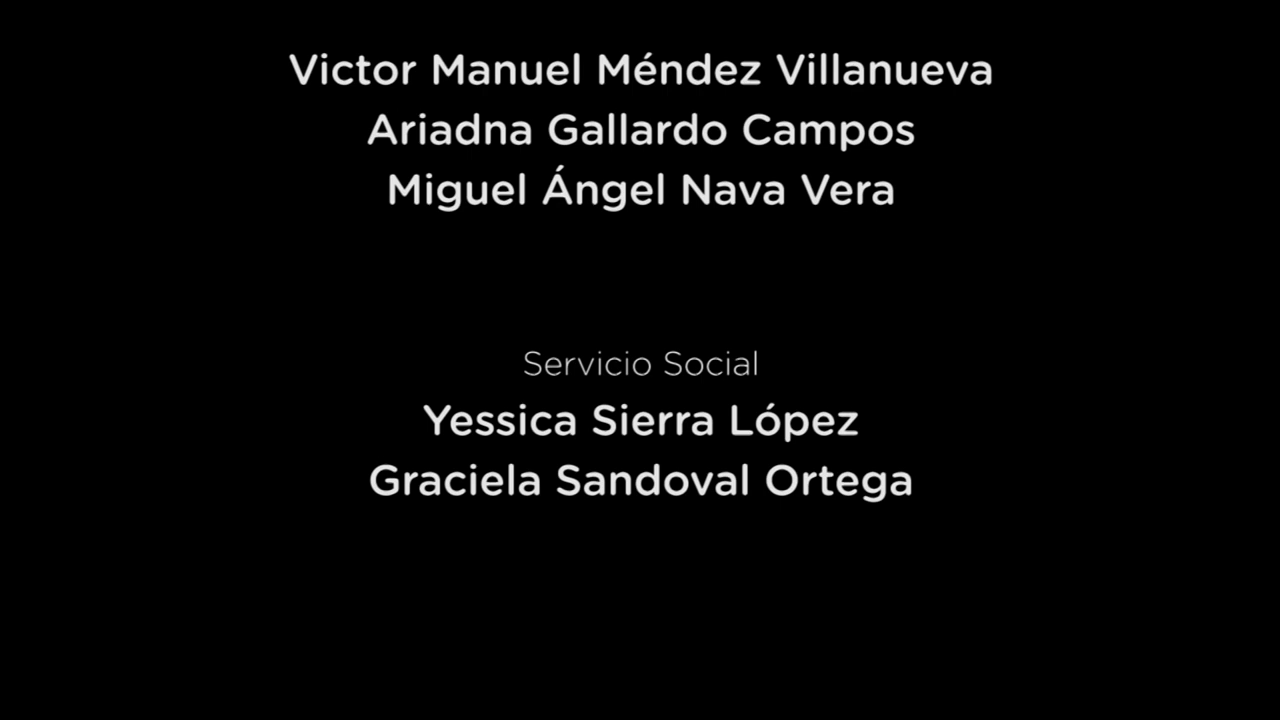 Victor Manuel Méndez Villanueva
Ariadna Gallardo Campos
Miguel Ángel Nava Vera
Servicio Social
Yessica Sierra López
Graciela Sandoval Ortega